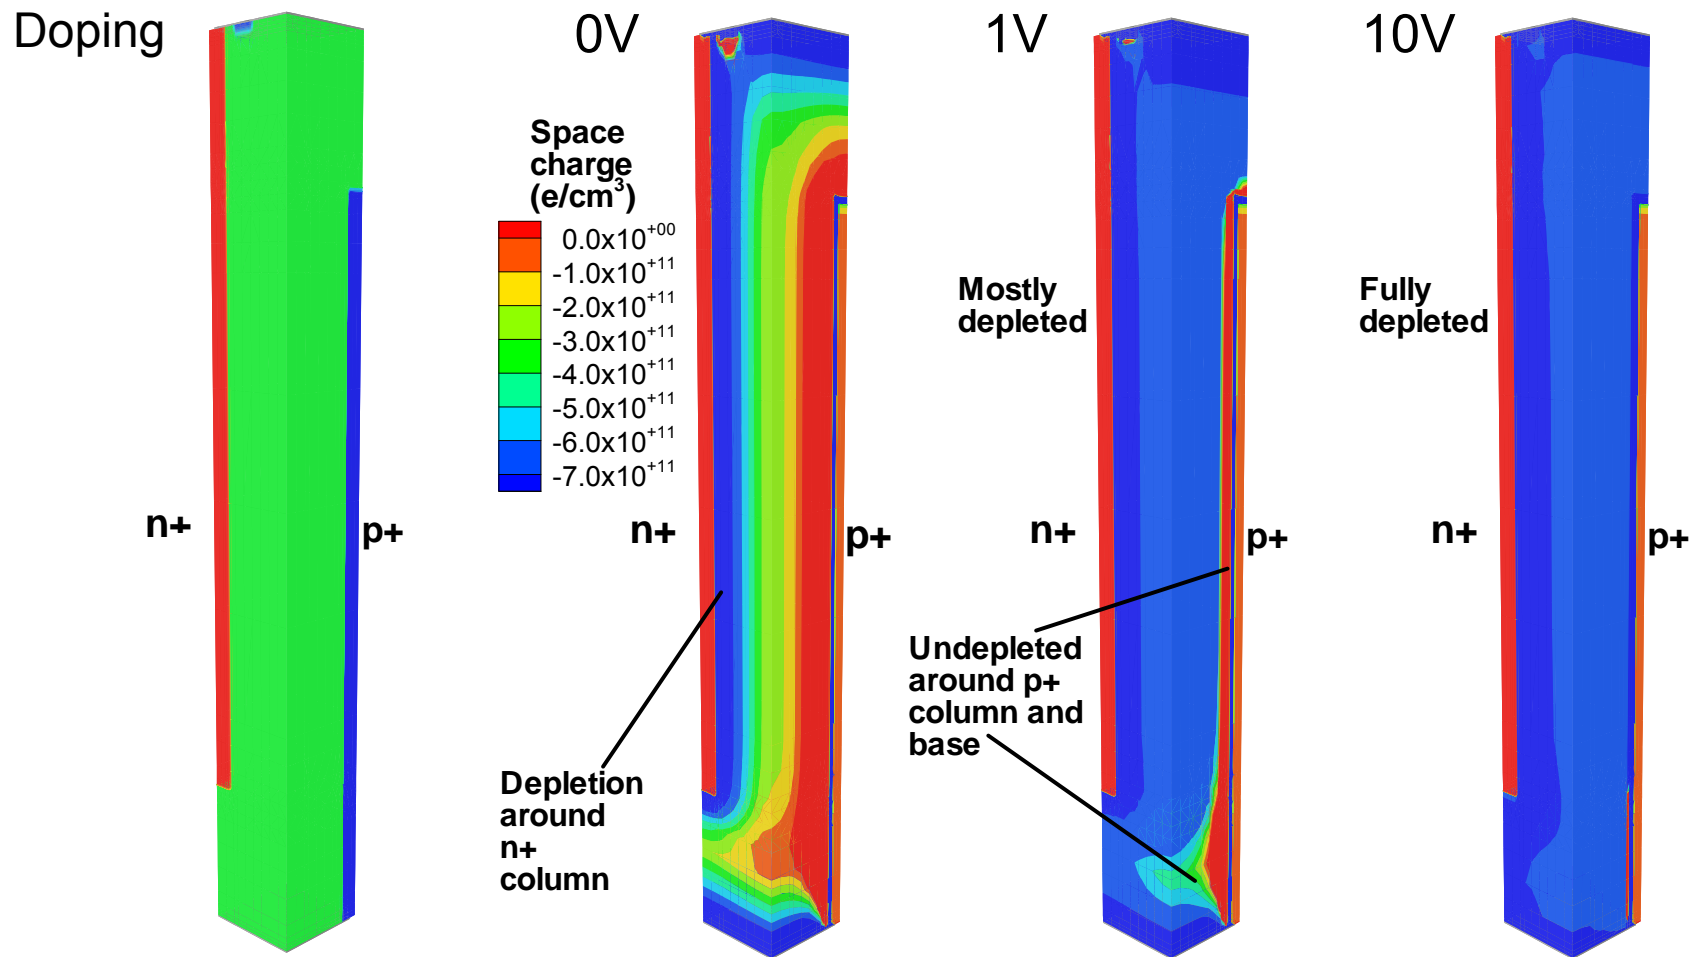 Doping
0V
1V
10V
Space
charge
(e/cm³)
0.0x10⁺⁰⁰
-1.0x10⁺¹¹
-2.0x10⁺¹¹
-3.0x10⁺¹¹
-4.0x10⁺¹¹
-5.0x10⁺¹¹
-6.0x10⁺¹¹
-7.0x10⁺¹¹
Mostly
depleted
Fully
depleted
n+
p+
n+
p+
n+
p+
n+
p+
Undepleted
around p+
column and
base
Depletion
around
n+
column